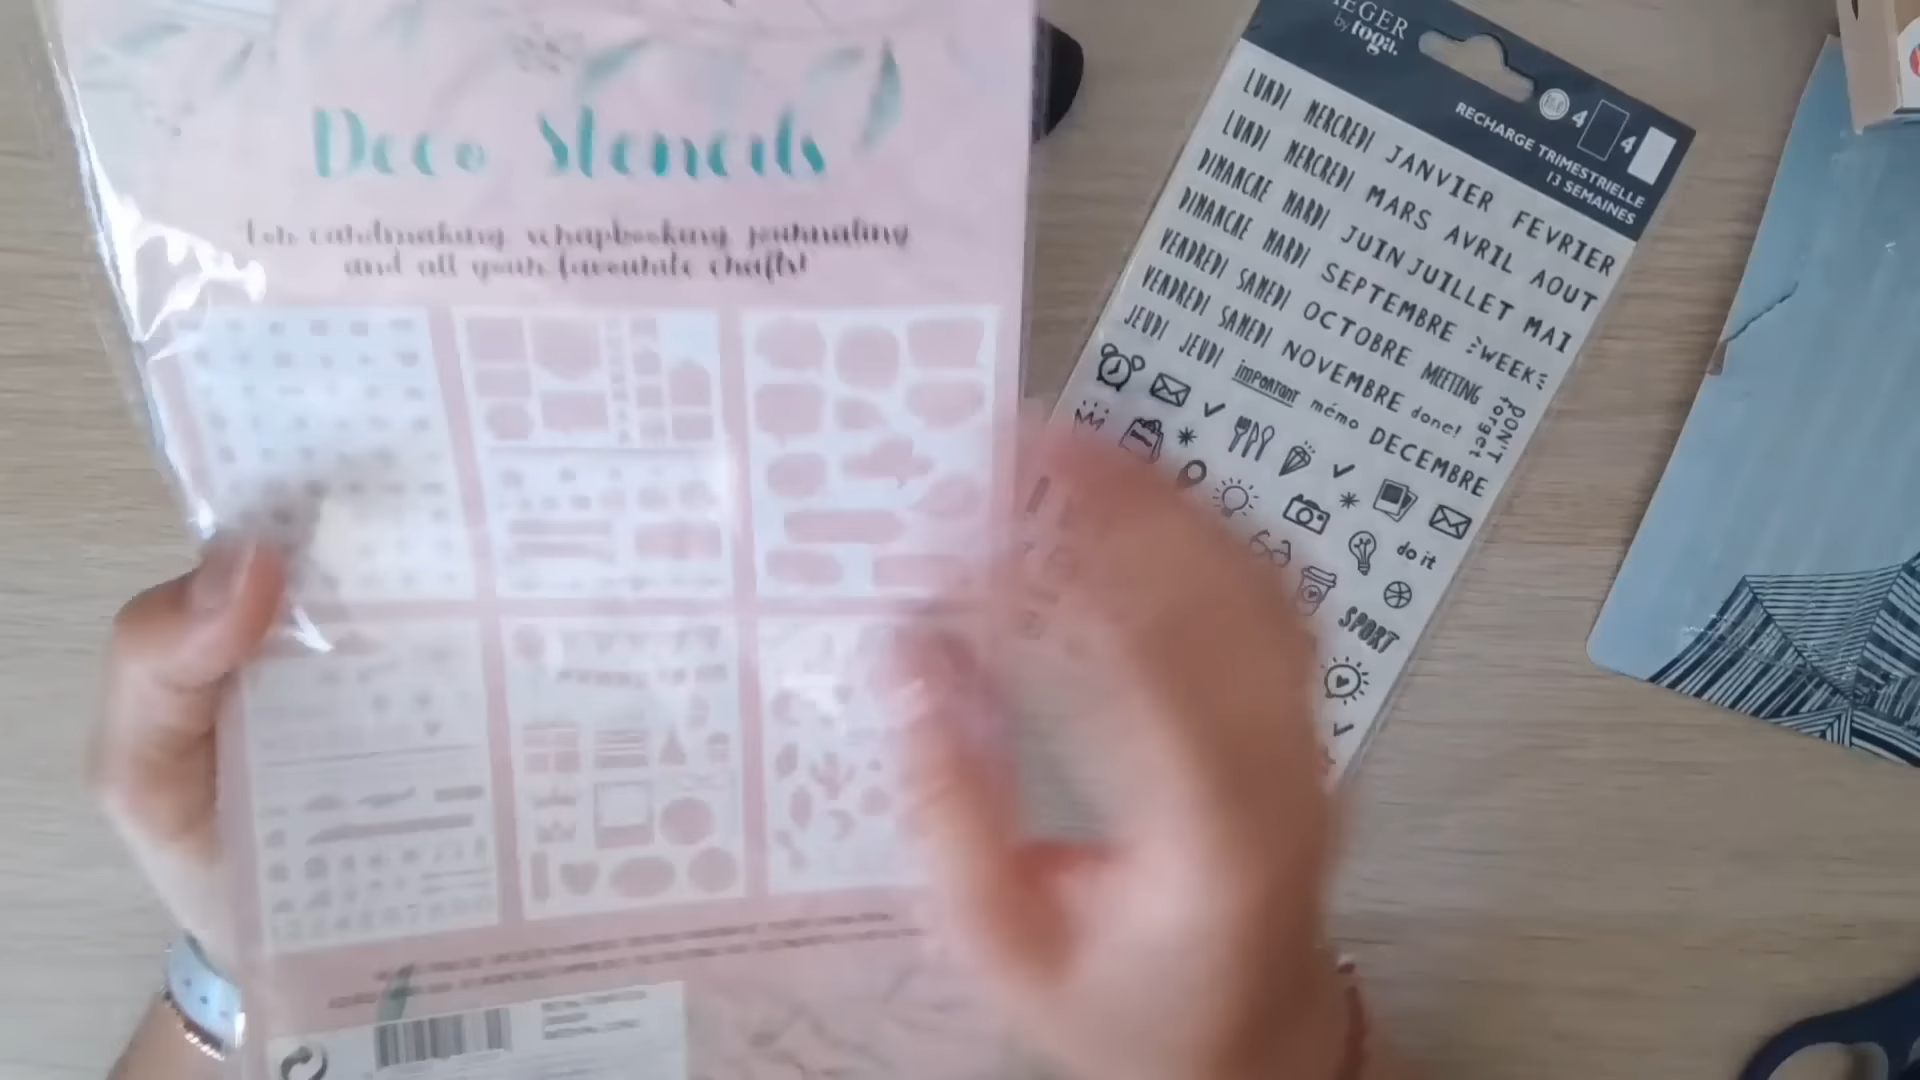 Deco Stencils
For cardmaking, scrapbooking, journaling
and all your favourite crafts!
by toga.
4 4
RECHARGE TRIMESTRIELLE
13 SEMAINES
LUNDI MERCREDI JANVIER FEVRIER
LUNDI MERCREDI MARS AVRIL AOUT
DIMANCHE MARDI JUIN JUILLET MAI
DIMANCHE MARDI SEPTEMBRE WEEK
VENDREDI SAMEDI OCTOBRE MEETING
VENDREDI SAMEDI NOVEMBRE done! DON'T forget
JEUDI JEUDI important mémo DECEMBRE
do it
SPORT